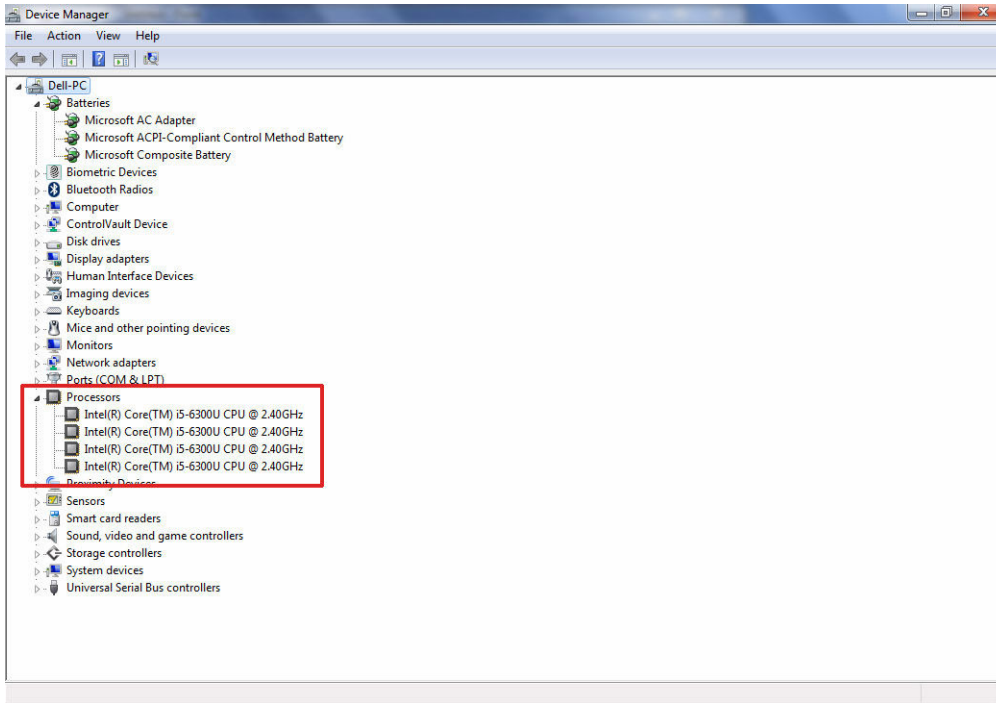 Device Manager
File Action View Help
Dell-PC
Batteries
Microsoft AC Adapter
Microsoft ACPI-Compliant Control Method Battery
Microsoft Composite Battery
Biometric Devices
Bluetooth Radios
Computer
ControlVault Device
Disk drives
Display adapters
Human Interface Devices
Imaging devices
Keyboards
Mice and other pointing devices
Monitors
Network adapters
Ports (COM & LPT)
Processors
Intel(R) Core(TM) i5-6300U CPU @ 2.40GHz
Intel(R) Core(TM) i5-6300U CPU @ 2.40GHz
Intel(R) Core(TM) i5-6300U CPU @ 2.40GHz
Intel(R) Core(TM) i5-6300U CPU @ 2.40GHz
Proximity Devices
Sensors
Smart card readers
Sound, video and game controllers
Storage controllers
System devices
Universal Serial Bus controllers